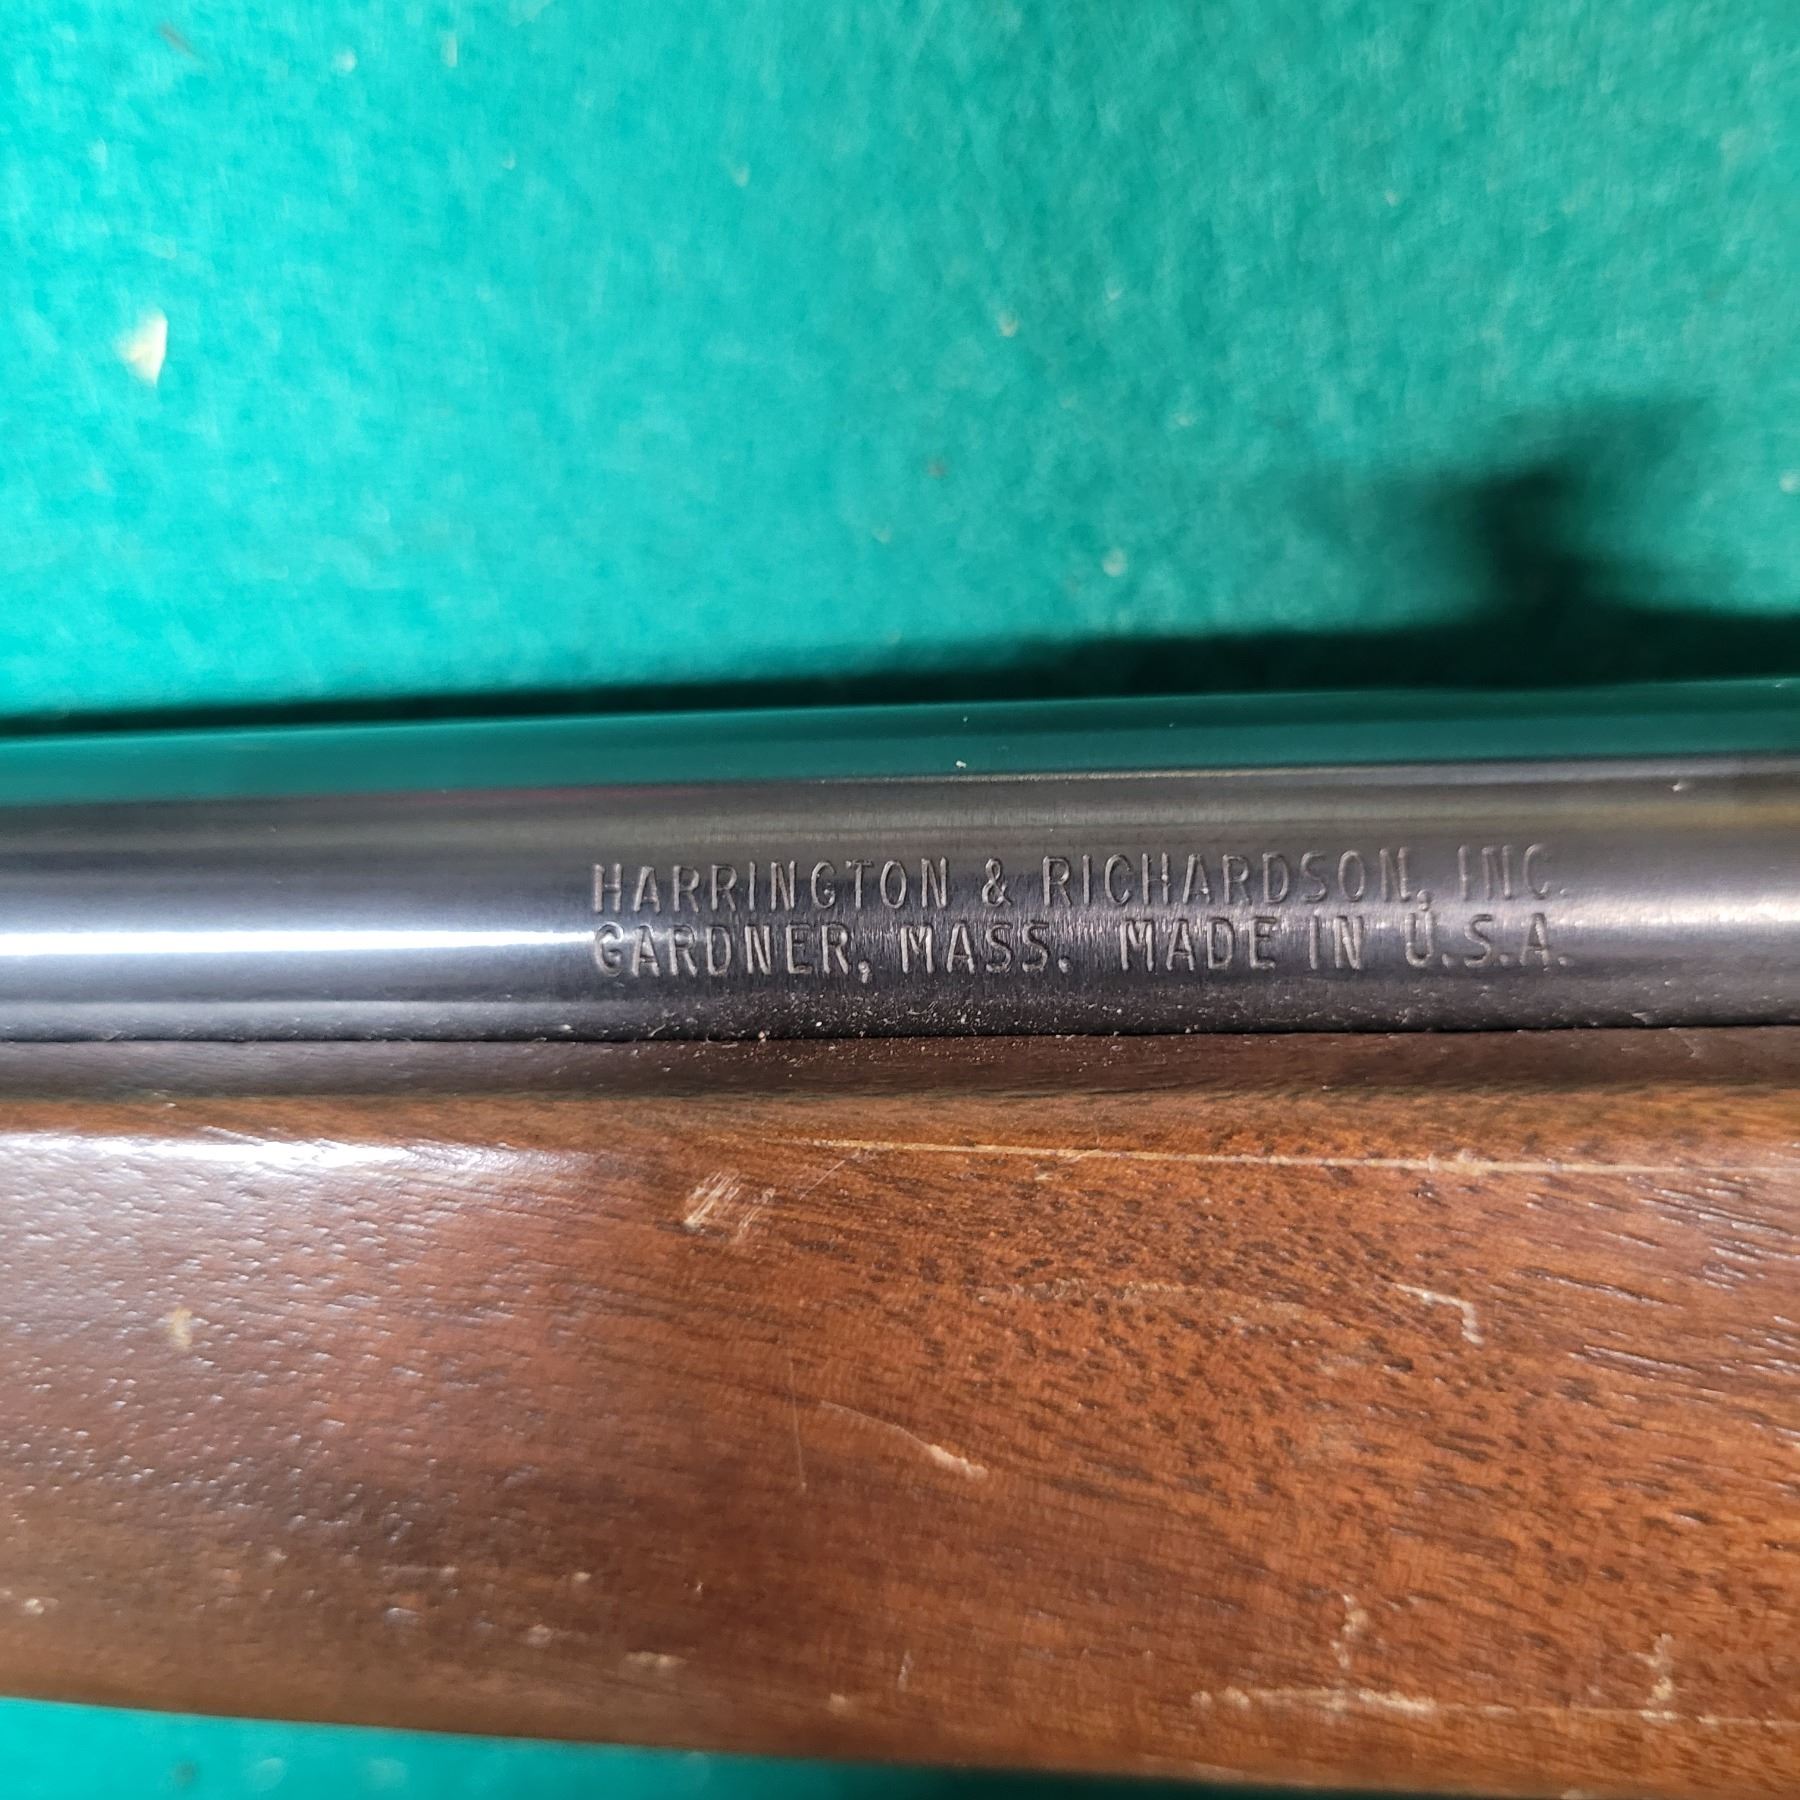 HARRINGTON & RICHARDSON, INC.
GARDNER, MASS. MADE IN U.S.A.